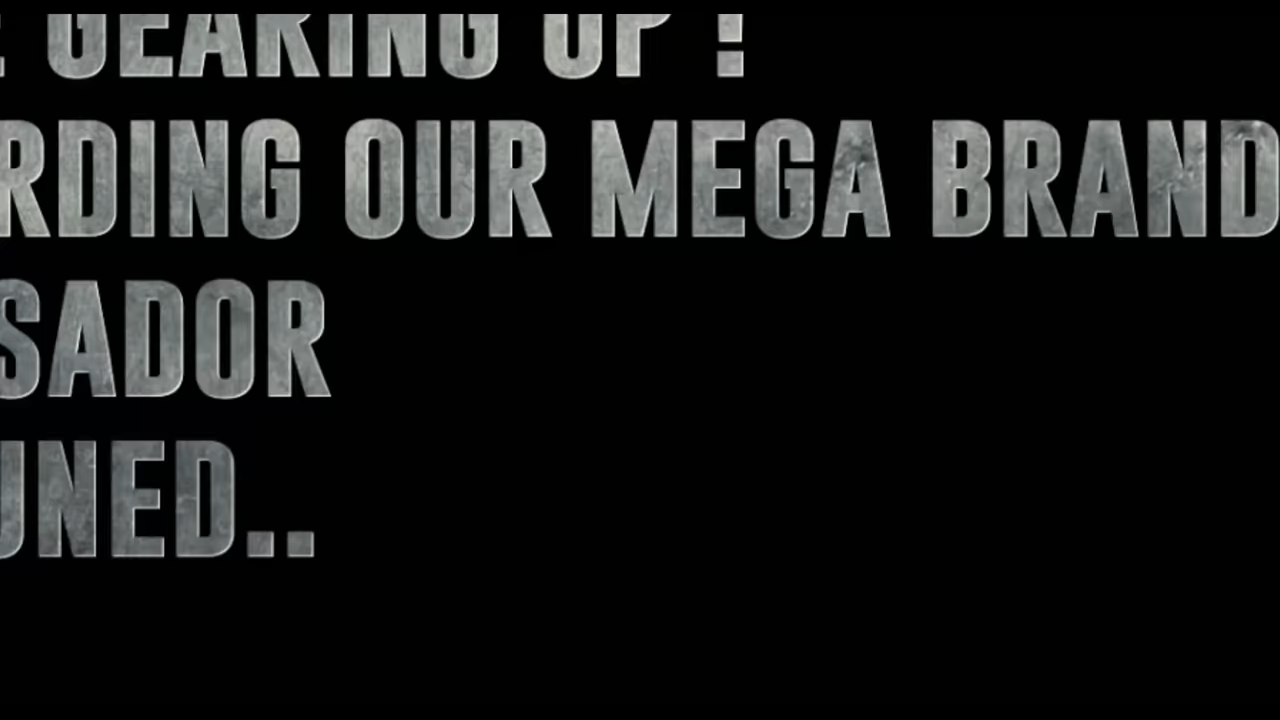 GEARING UP !
RDING OUR MEGA BRAND
SADOR
UNED..